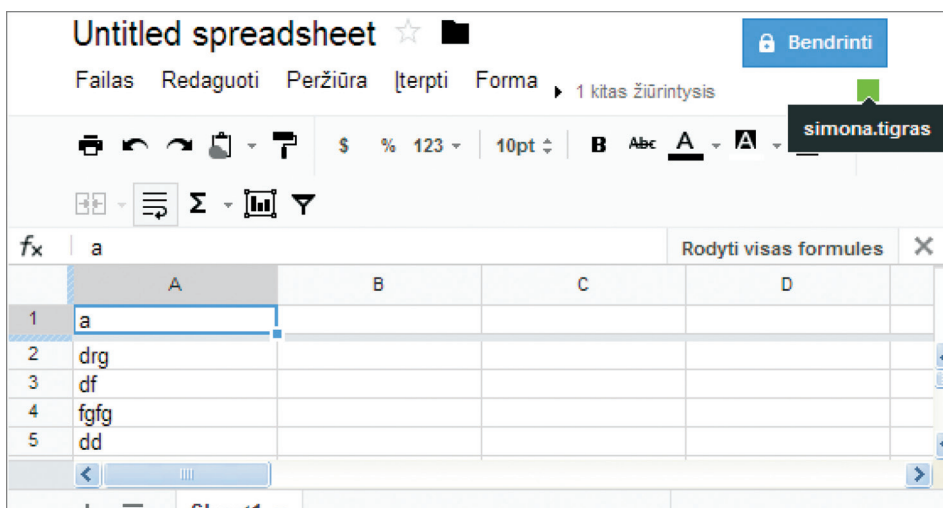 Untitled spreadsheet
Bendrinti
Failas Redaguoti Peržiūra Įterpti Forma 1 kitas žiūrintysis
simona.tigras
$ % 123 10pt B Abc A A
Σ
fx a Rodyti visas formules
A B C D
1 a
2 drg
3 df
4 fgfg
5 dd
Sheet1